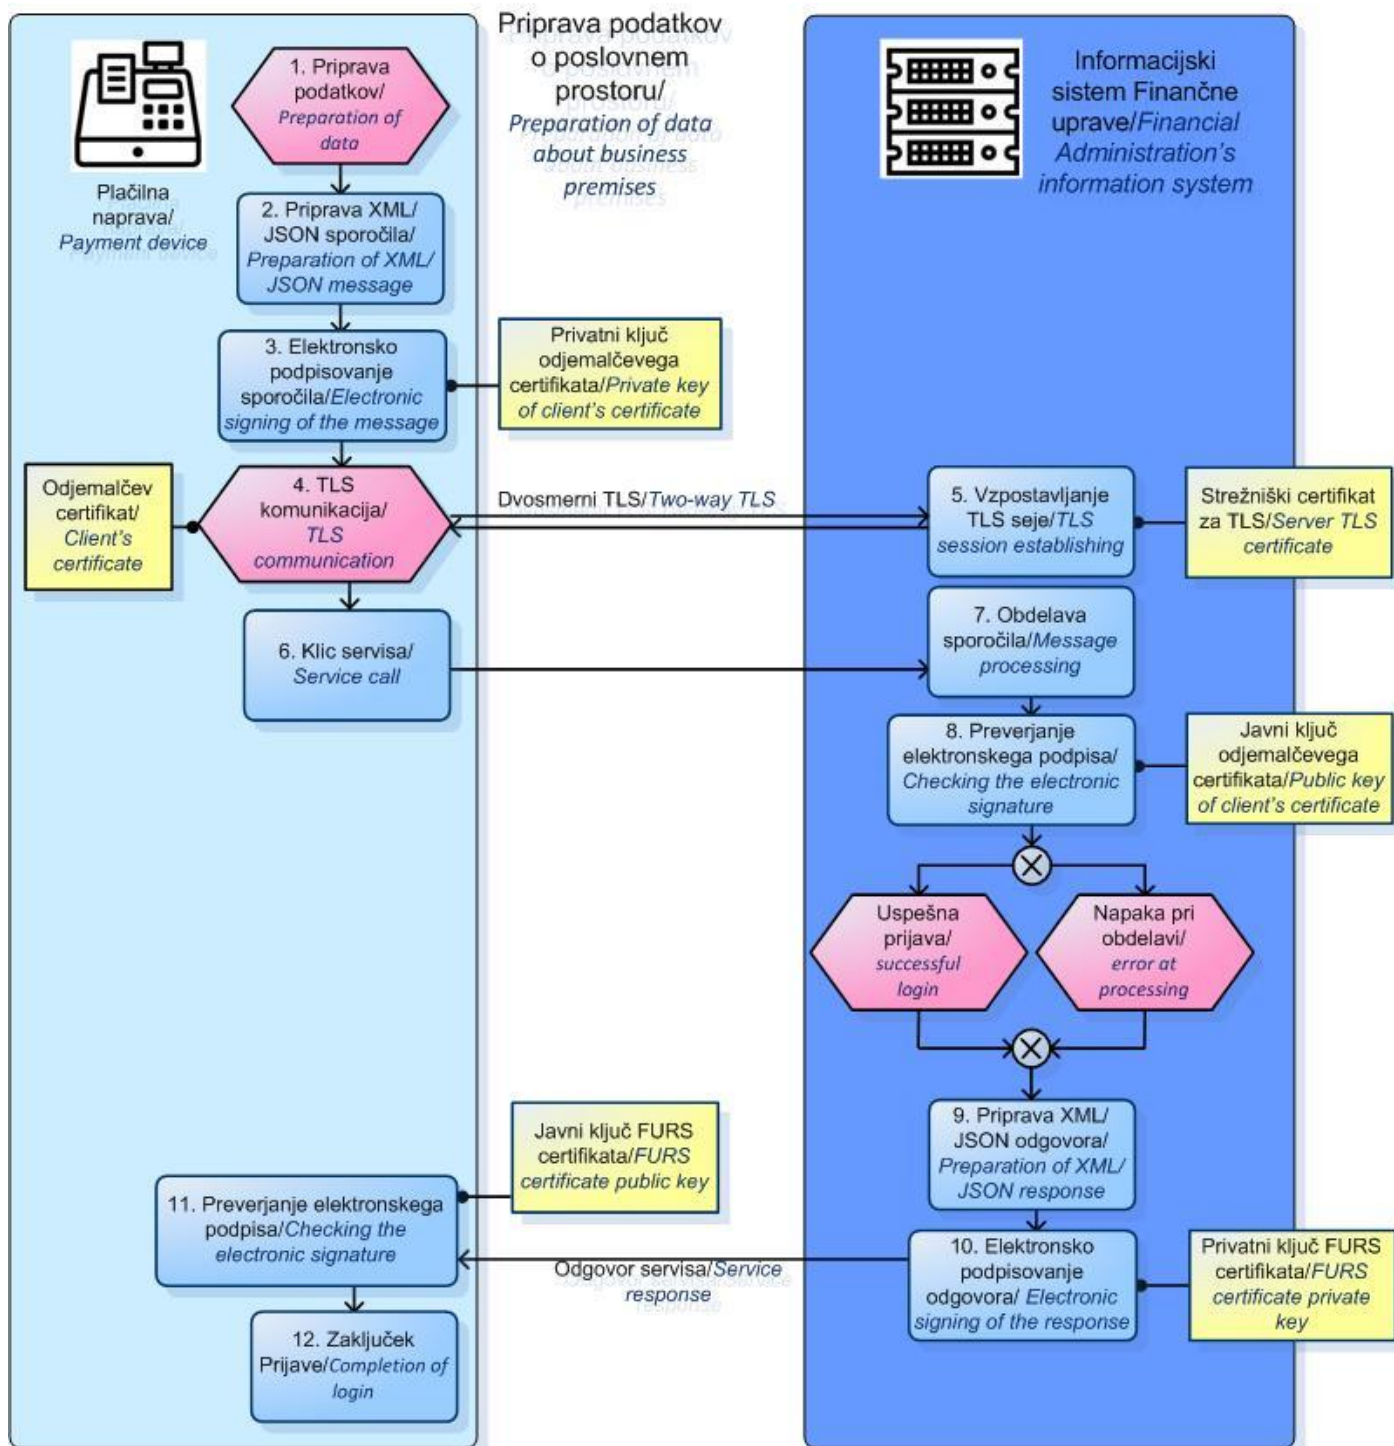 Priprava podatkov
o poslovnem
prostoru/
Preparation of data
about business
premises
Plačilna
naprava/
Payment device
Informacijski
sistem Finančne
uprave/Financial
Administration's
information system
1. Priprava
podatkov/
Preparation of
data
2. Priprava XML/
JSON sporočila/
Preparation of XML/
JSON message
3. Elektronsko
podpisovanje
sporočila/Electronic
signing of the message
Privatni ključ
odjemalčevega
certifikata/Private key
of client's certificate
Odjemalčev
certifikat/
Client's
certificate
4. TLS
komunikacija/
TLS
communication
Dvosmerni TLS/Two-way TLS
5. Vzpostavljanje
TLS seje/TLS
session establishing
Strežniški certifikat
za TLS/Server TLS
certificate
6. Klic servisa/
Service call
7. Obdelava
sporočila/Message
processing
8. Preverjanje
elektronskega podpisa/
Checking the electronic
signature
Javni ključ
odjemalčevega
certifikata/Public key
of client's certificate
Uspešna
prijava/
successful
login
Napaka pri
obdelavi/
error at
processing
9. Priprava XML/
JSON odgovora/
Preparation of XML/
JSON response
Javni ključ FURS
certifikata/FURS
certificate public key
10. Elektronsko
podpisovanje
odgovora/ Electronic
signing of the response
Privatni ključ FURS
certifikata/FURS
certificate private
key
Odgovor servisa/Service
response
11. Preverjanje elektronskega
podpisa/Checking the
electronic signature
12. Zaključek
Prijave/Completion of
login